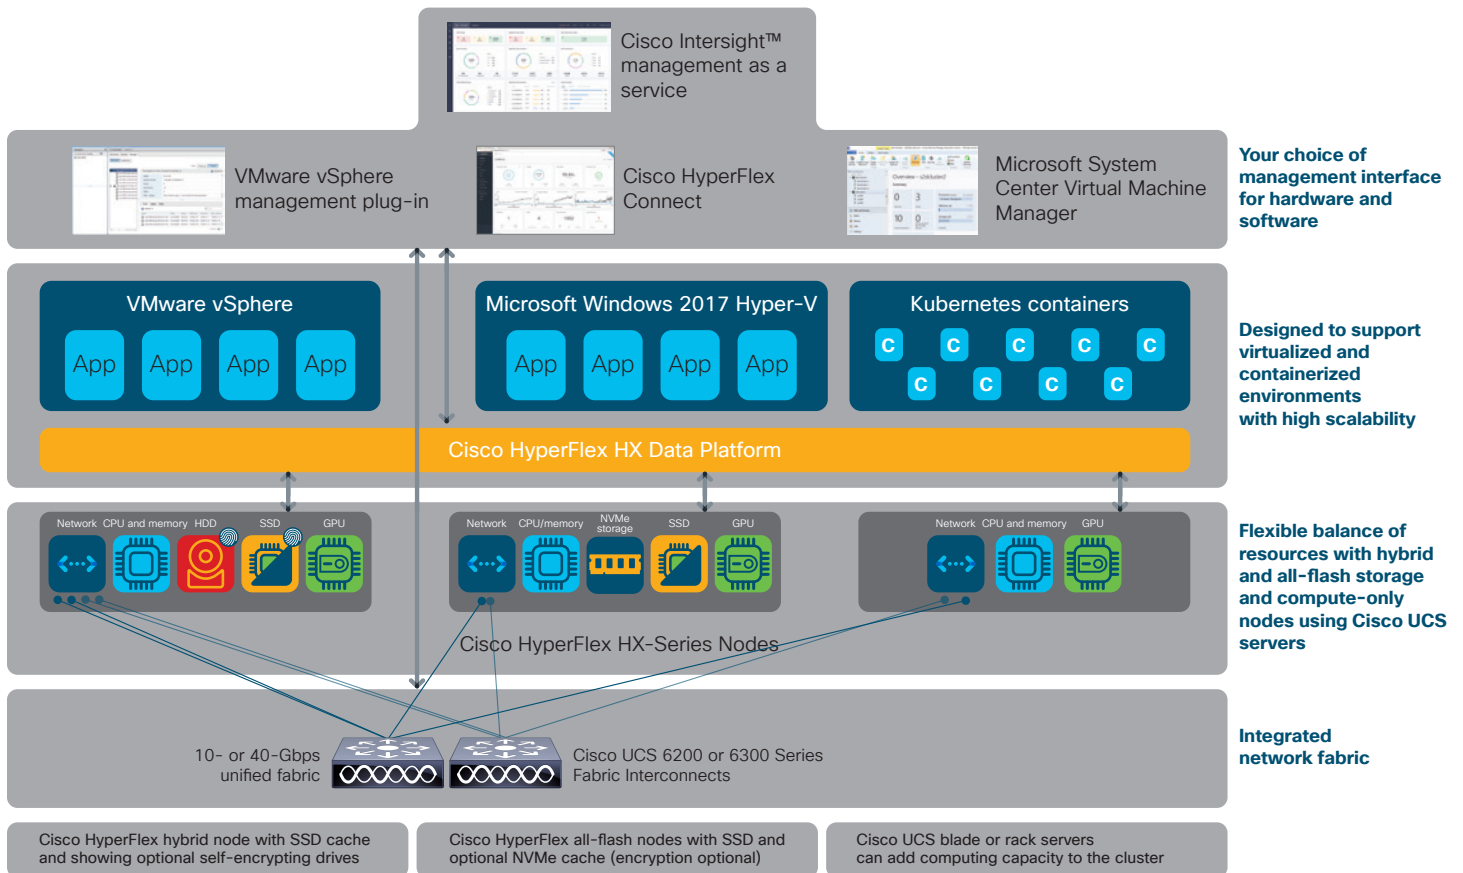 Cisco Intersight™
management as a
service
VMware vSphere
management plug-in
Cisco HyperFlex
Connect
Microsoft System
Center Virtual Machine
Manager
Your choice of
management interface
for hardware and
software
VMware vSphere
App App App App
Microsoft Windows 2017 Hyper-V
App App App App
Kubernetes containers
C C C C C
C C C C
Cisco HyperFlex HX Data Platform
Designed to support
virtualized and
containerized
environments
with high scalability
Network CPU and memory HDD SSD GPU
Network CPU/memory NVMe
storage SSD GPU
Network CPU and memory GPU
Cisco HyperFlex HX-Series Nodes
Flexible balance of
resources with hybrid
and all-flash storage
and compute-only
nodes using Cisco UCS
servers
10- or 40-Gbps
unified fabric
Cisco UCS 6200 or 6300 Series
Fabric Interconnects
Integrated
network fabric
Cisco HyperFlex hybrid node with SSD cache
and showing optional self-encrypting drives
Cisco HyperFlex all-flash nodes with SSD and
optional NVMe cache (encryption optional)
Cisco UCS blade or rack servers
can add computing capacity to the cluster